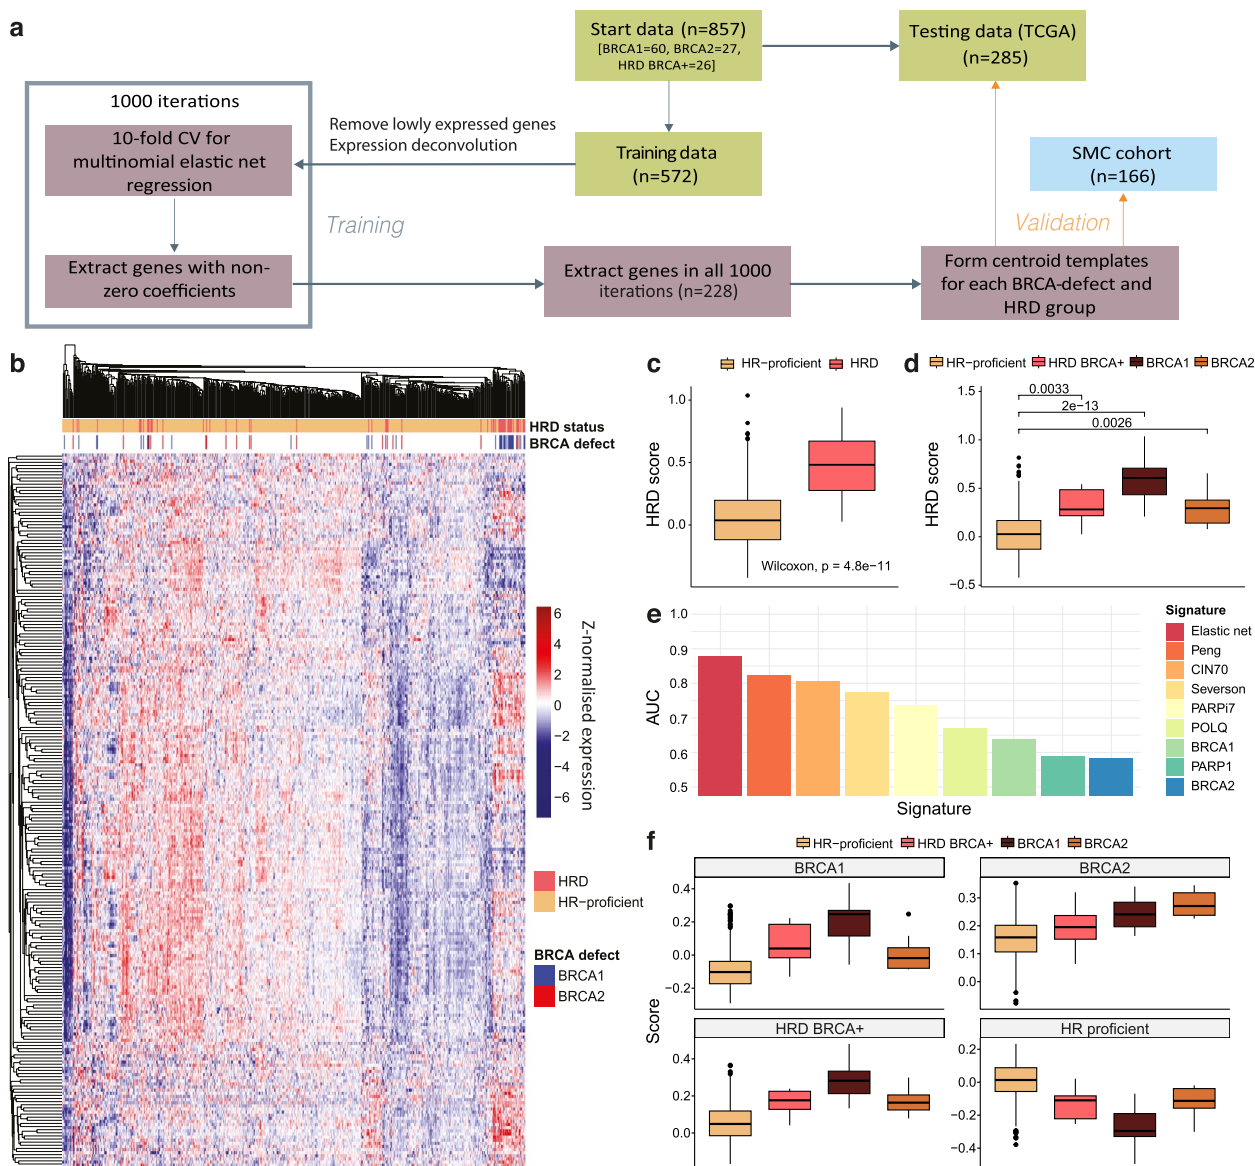 a
Start data (n=857)
[BRCA1=60, BRCA2=27,
HRD BRCA+=26]
Testing data (TCGA)
(n=285)
1000 iterations
10-fold CV for
multinomial elastic net
regression
Remove lowly expressed genes
Expression deconvolution
Training data
(n=572)
SMC cohort
(n=166)
Training
Validation
Extract genes with non-
zero coefficients
Extract genes in all 1000
iterations (n=228)
Form centroid templates
for each BRCA-defect and
HRD group
b
HRD status
BRCA defect
6
4
2
0
−2
−4
−6
Z-normalised expression
HRD
HR−proficient
BRCA defect
BRCA1
BRCA2
c
HR−proficient
HRD
HRD score
1.0
0.5
0.0
Wilcoxon, p = 4.8e−11
d
HR−proficient
HRD BRCA+
BRCA1
BRCA2
HRD score
1.5
1.0
0.5
0.0
−0.5
0.0033
2e−13
0.0026
e
AUC
1.0
0.9
0.8
0.7
0.6
0.5
Signature
Signature
Elastic net
Peng
CIN70
Severson
PARPi7
POLQ
BRCA1
PARP1
BRCA2
f
HR−proficient
HRD BRCA+
BRCA1
BRCA2
Score
BRCA1
0.4
0.2
0.0
−0.2
BRCA2
0.3
0.2
0.1
0.0
HRD BRCA+
0.4
0.2
0.0
HR proficient
0.2
0.0
−0.2
−0.4